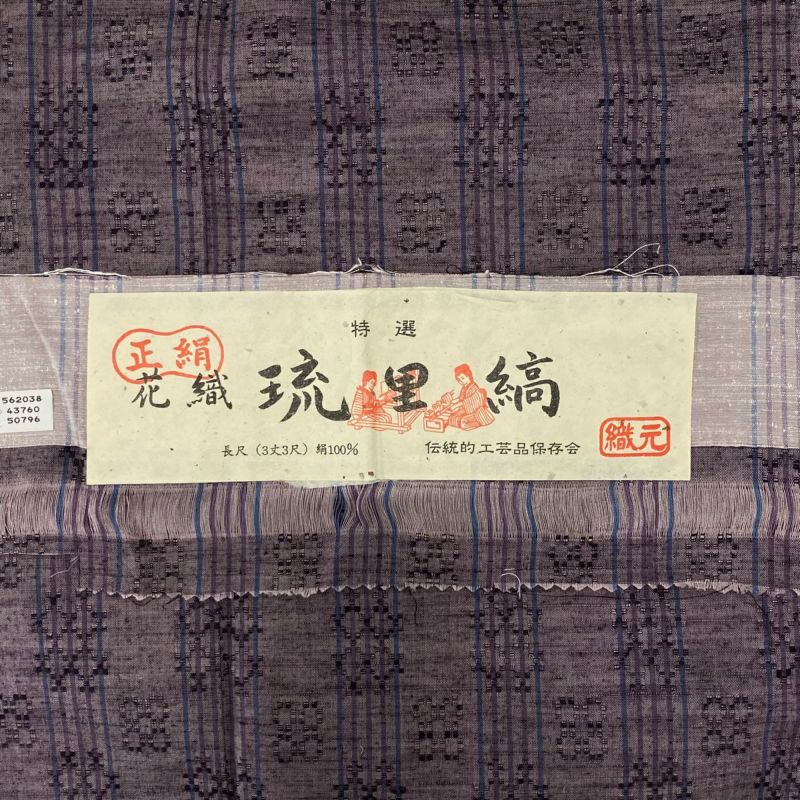 特選
正絹
花織 琉里縞
長尺(3丈3尺)絹100%
伝統的工芸品保存会
織元
562038
43760
50796